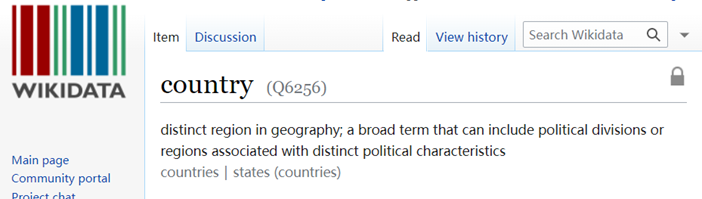 WIKIDATA
Main page
Community portal
Project chat
Item Discussion Read View history Search Wikidata
country (Q6256)
distinct region in geography; a broad term that can include political divisions or
regions associated with distinct political characteristics
countries | states (countries)